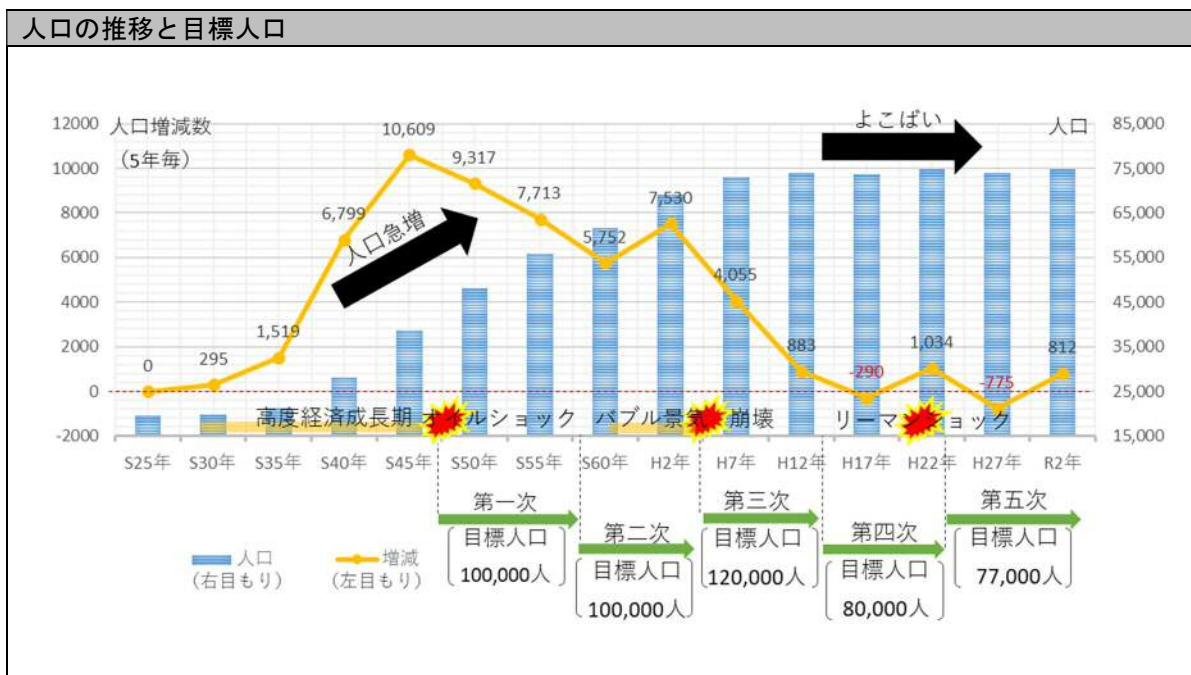 人口の推移と目標人口
人口増減数
（5年毎）
人口
よこばい
人口急増
12000
10000
8000
6000
4000
2000
0
-2000
85,000
75,000
65,000
55,000
45,000
35,000
25,000
15,000
0
295
1,519
6,799
10,609
9,317
7,713
5,752
7,530
4,055
883
-290
1,034
-775
812
高度経済成長期 オイルショック バブル景気 崩壊 リーマンショック
S25年 S30年 S35年 S40年 S45年 S50年 S55年 S60年 H2年 H7年 H12年 H17年 H22年 H27年 R2年
人口
（右目もり）
増減
（左目もり）
第一次
目標人口
100,000人
第二次
目標人口
100,000人
第三次
目標人口
120,000人
第四次
目標人口
80,000人
第五次
目標人口
77,000人